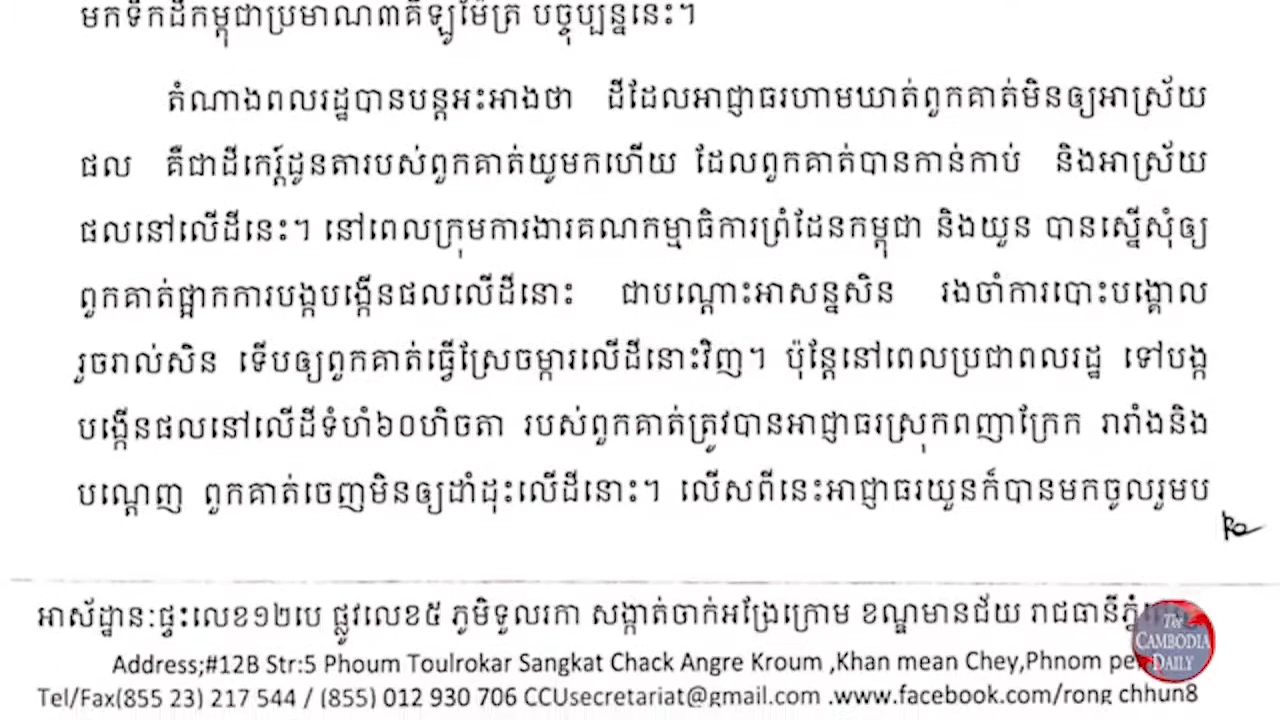 មកទឹកដីកម្ពុជាប្រមាណ៣គីឡូម៉ែត្រ បច្ចុប្បន្ននេះ។
តំណាងពលរដ្ឋបានបន្តអះអាងថា ដីដែលអាជ្ញាធរហាមឃាត់ពួកគាត់មិនឲ្យអាស្រ័យ
ផល គឺជាដីកេរ្ត៍ដូនតារបស់ពួកគាត់យូមកហើយ ដែលពួកគាត់បានកាន់កាប់ និងអាស្រ័យ
ផលនៅលើដីនេះ។ នៅពេលក្រុមការងារគណកម្មាធិការព្រំដែនកម្ពុជា និងយួន បានស្នើសុំឲ្យ
ពួកគាត់ផ្អាកការបង្កបង្កើនផលលើដីនោះ ជាបណ្ដោះអាសន្នសិន រងចាំការបោះបង្គោល
រួចរាល់សិន ទើបឲ្យពួកគាត់ធ្វើស្រែចម្ការលើដីនោះវិញ។ ប៉ុន្តែនៅពេលប្រជាពលរដ្ឋ ទៅបង្ក
បង្កើនផលនៅលើដីទំហំ៦០ហិចតា របស់ពួកគាត់ត្រូវបានអាជ្ញាធរស្រុកពញាក្រែក រារាំងនិង
បណ្ដេញ ពួកគាត់ចេញមិនឲ្យដាំដុះលើដីនោះ។ លើសពីនេះអាជ្ញាធរយួនក៏បានមកចូលរួមប
អាស័ដ្ឋានៈផ្ទះលេខ១២បេ ផ្លូវលេខ៥ ភូមិទួលរកា សង្កាត់ចាក់អង្រែក្រោម ខណ្ឌមានជ័យ រាជធានីភ្នំ
Address;#12B Str:5 Phoum Toulrokar Sangkat Chack Angre Kroum ,Khan mean Chey,Phnom pe
Tel/Fax(855 23) 217 544 / (855) 012 930 706 CCUsecretariat@gmail.com .www.facebook.com/rong chhun8
The
CAMBODIA
DAILY